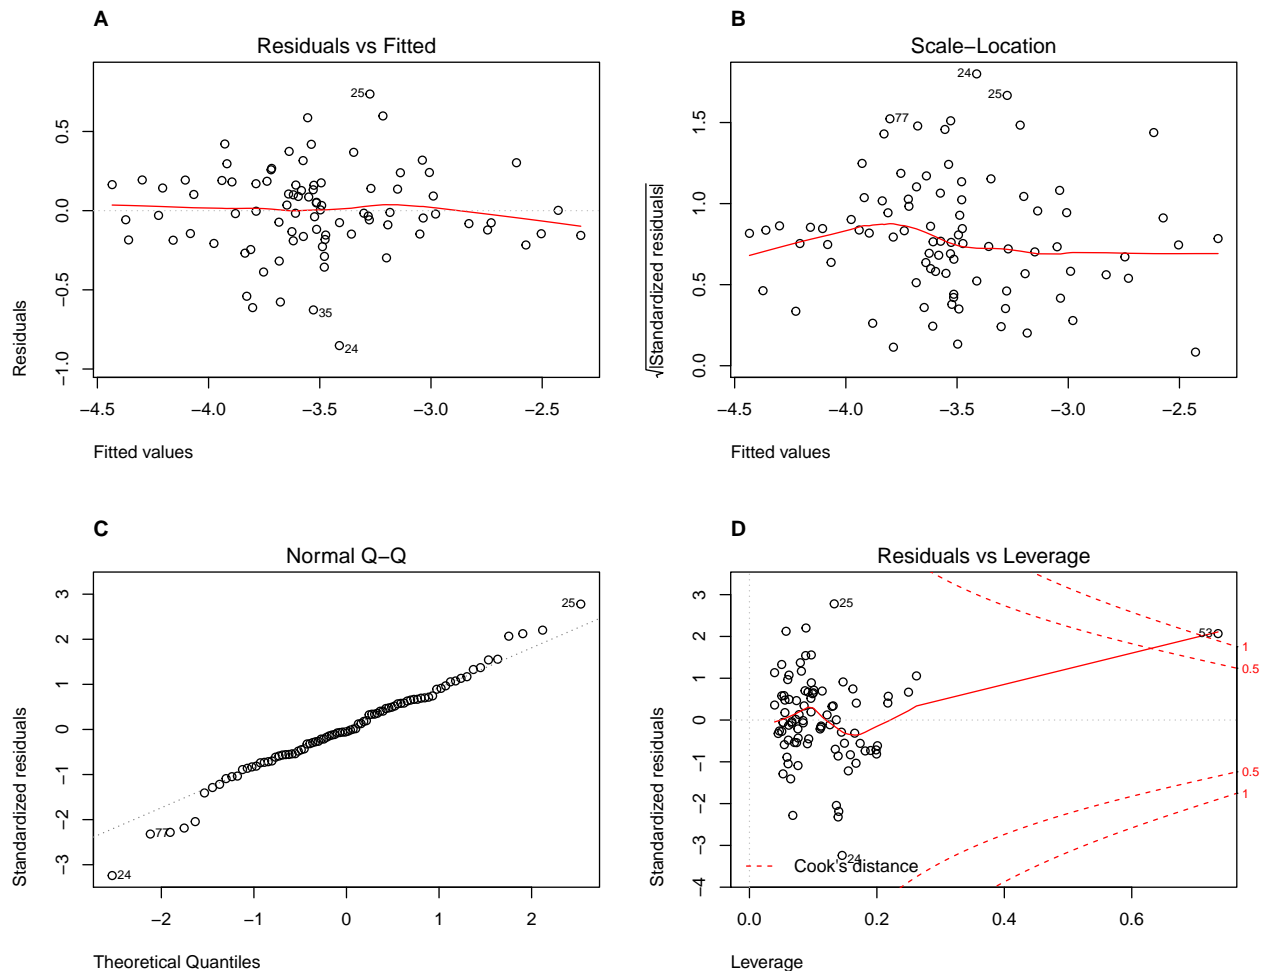 A
Residuals vs Fitted
25
35
24
0.5
0.0
−0.5
−1.0
Residuals
−4.5 −4.0 −3.5 −3.0 −2.5
Fitted values
B
Scale−Location
24
25
77
1.5
1.0
0.5
0.0
√|Standardized residuals|
−4.5 −4.0 −3.5 −3.0 −2.5
Fitted values
C
Normal Q−Q
25
77
24
3
2
1
0
−1
−2
−3
Standardized residuals
−2 −1 0 1 2
Theoretical Quantiles
D
Residuals vs Leverage
25
53
24
1
0.5
0.5
1
Cook's distance
3
2
1
0
−1
−2
−3
−4
Standardized residuals
0.0 0.2 0.4 0.6
Leverage